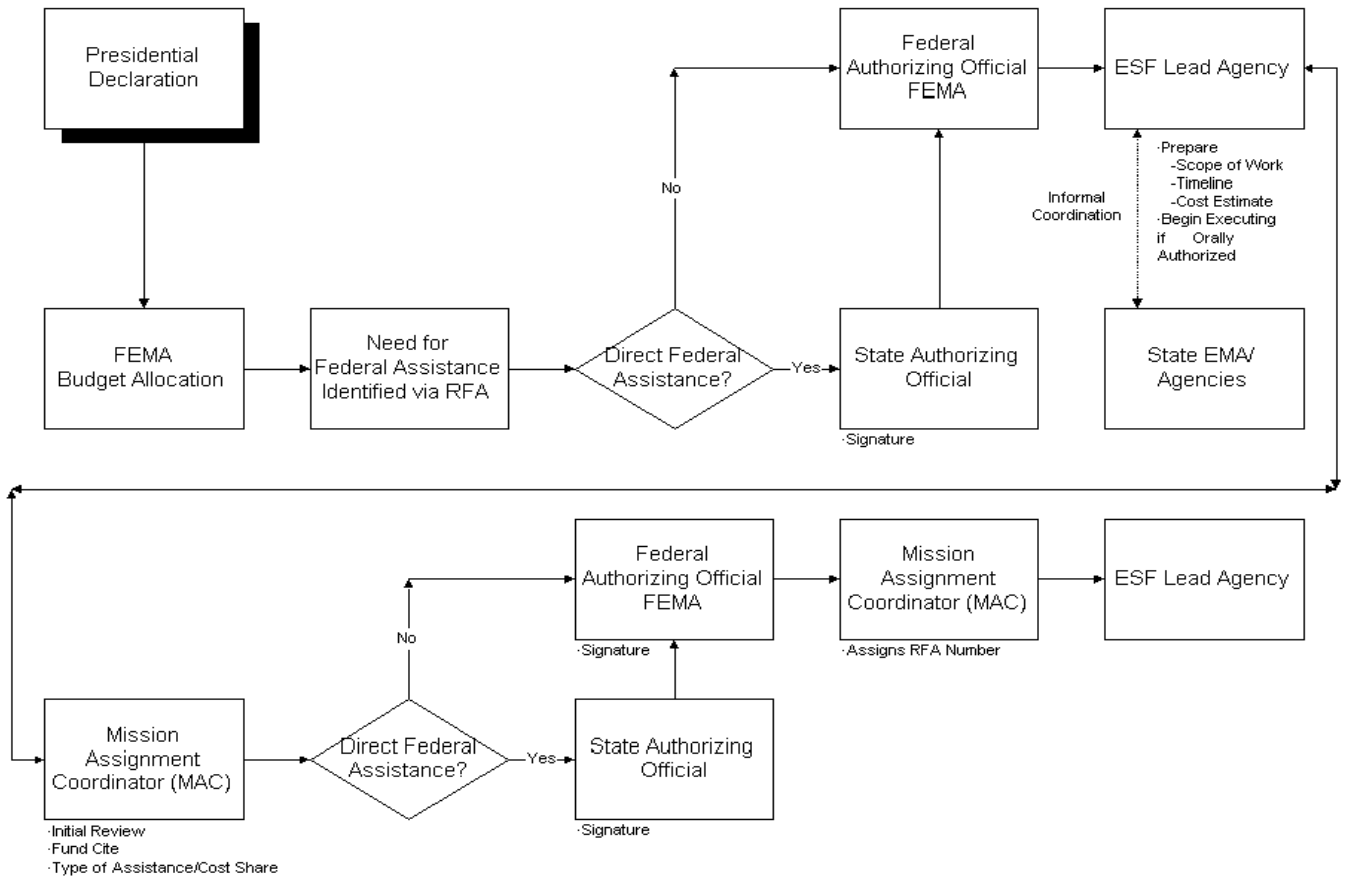 Presidential
Declaration
Federal
Authorizing Official
FEMA
ESF Lead Agency
No
·Prepare
-Scope of Work
-Timeline
-Cost Estimate
·Begin Executing
if Orally
Authorized
Informal
Coordination
FEMA
Budget Allocation
Need for
Federal Assistance
Identified via RFA
Direct Federal
Assistance?
Yes
State Authorizing
Official
·Signature
State EMA/
Agencies
Federal
Authorizing Official
FEMA
·Signature
Mission
Assignment
Coordinator (MAC)
·Assigns RFA Number
ESF Lead Agency
No
Mission
Assignment
Coordinator (MAC)
·Initial Review
·Fund Cite
·Type of Assistance/Cost Share
Direct Federal
Assistance?
Yes
State Authorizing
Official
·Signature